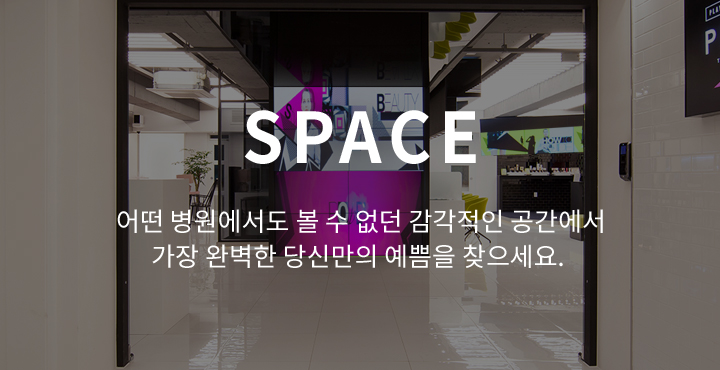 SPACE
어떤 병원에서도 볼 수 없던 감각적인 공간에서
가장 완벽한 당신만의 예쁨을 찾으세요.
BEAUTY